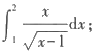 ∫₁² x/√(x−1) dx;